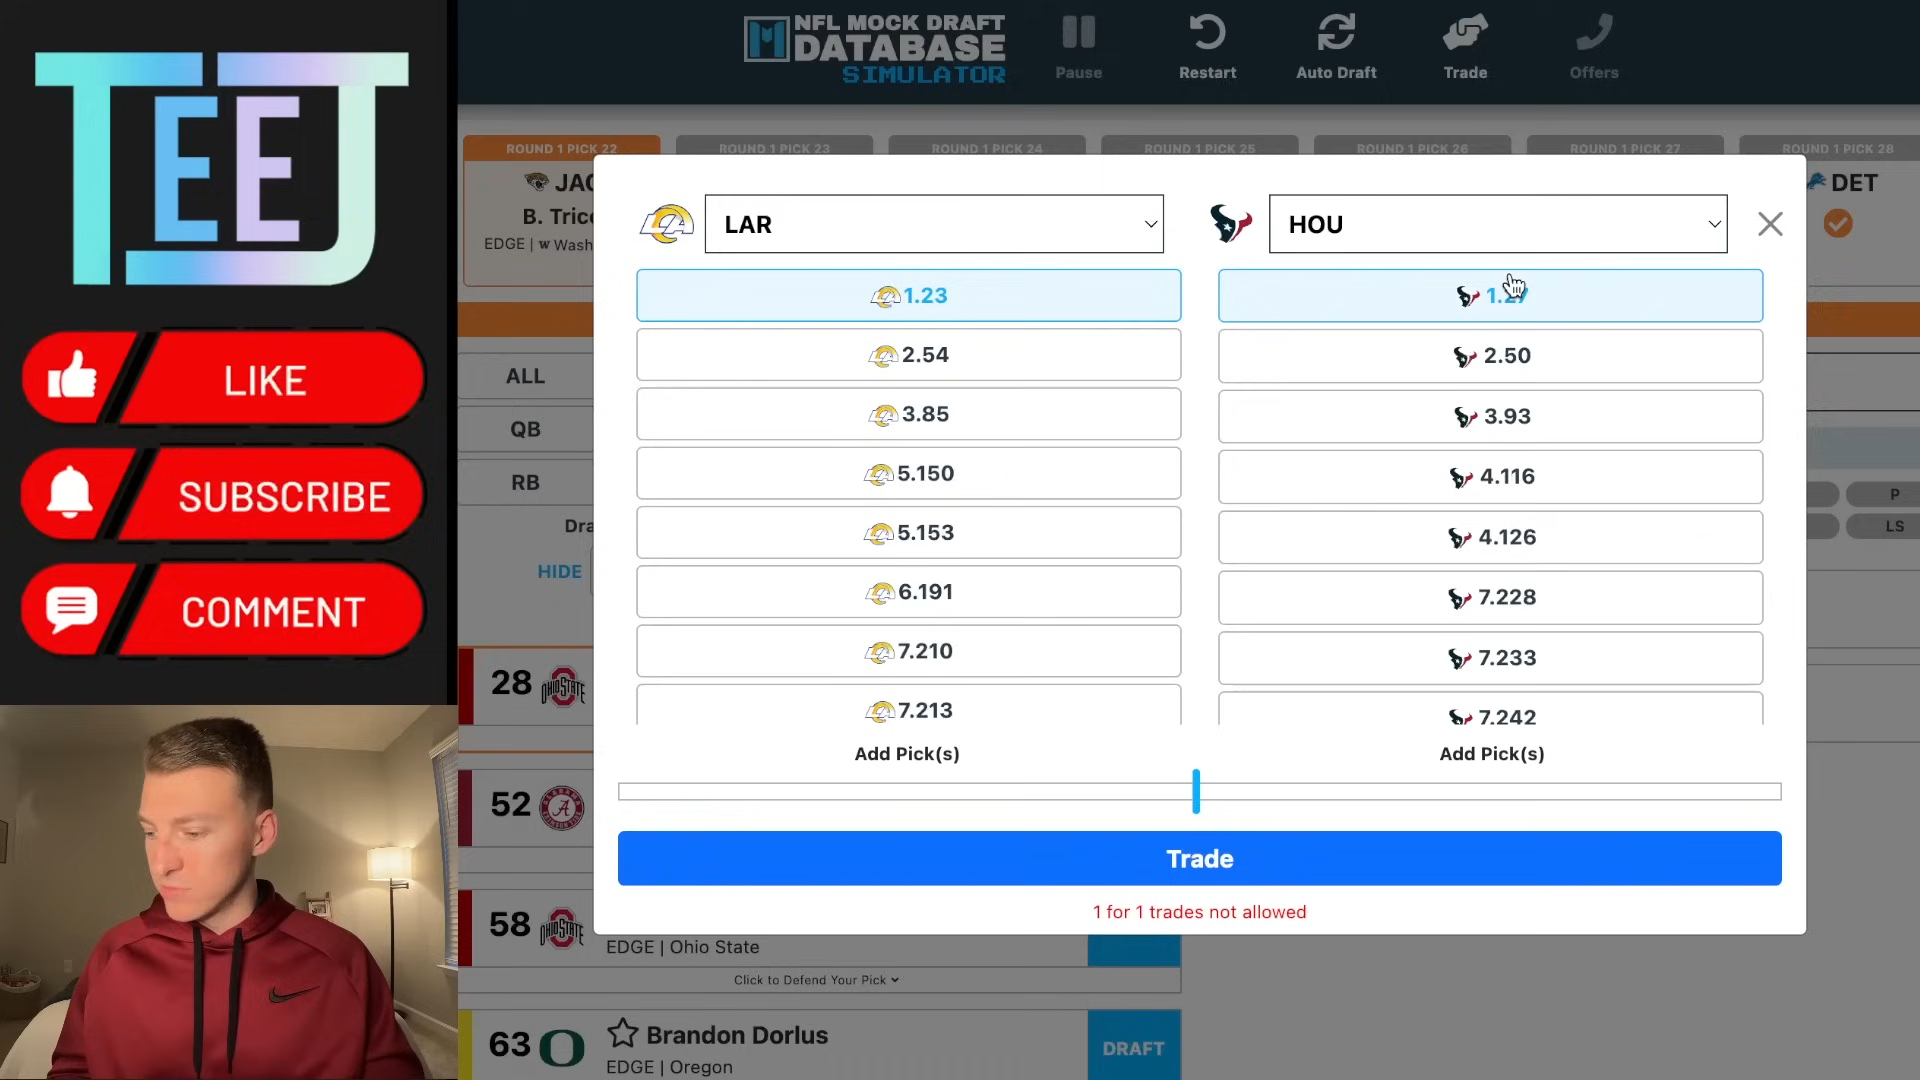 TEEJ
LIKE
SUBSCRIBE
COMMENT
NFL MOCK DRAFT
DATABASE
SIMULATOR
Pause
Restart
Auto Draft
Trade
Offers
ROUND 1 PICK 22
ROUND 1 PICK 23
ROUND 1 PICK 24
ROUND 1 PICK 25
ROUND 1 PICK 26
ROUND 1 PICK 27
ROUND 1 PICK 28
B.
EDGE | W
DET
ALL
QB
RB
HIDE
P
LS
LAR
HOU
1.23
2.54
3.85
5.150
5.153
6.191
7.210
7.213
Add Pick(s)
2.50
3.93
4.116
4.126
7.228
7.233
7.242
Add Pick(s)
Trade
1 for 1 trades not allowed
28 OHIO STATE
52 A
58 OHIO STATE
EDGE | Ohio State
Click to Defend Your Pick
63 O
Brandon Dorlus
EDGE | Oregon
DRAFT